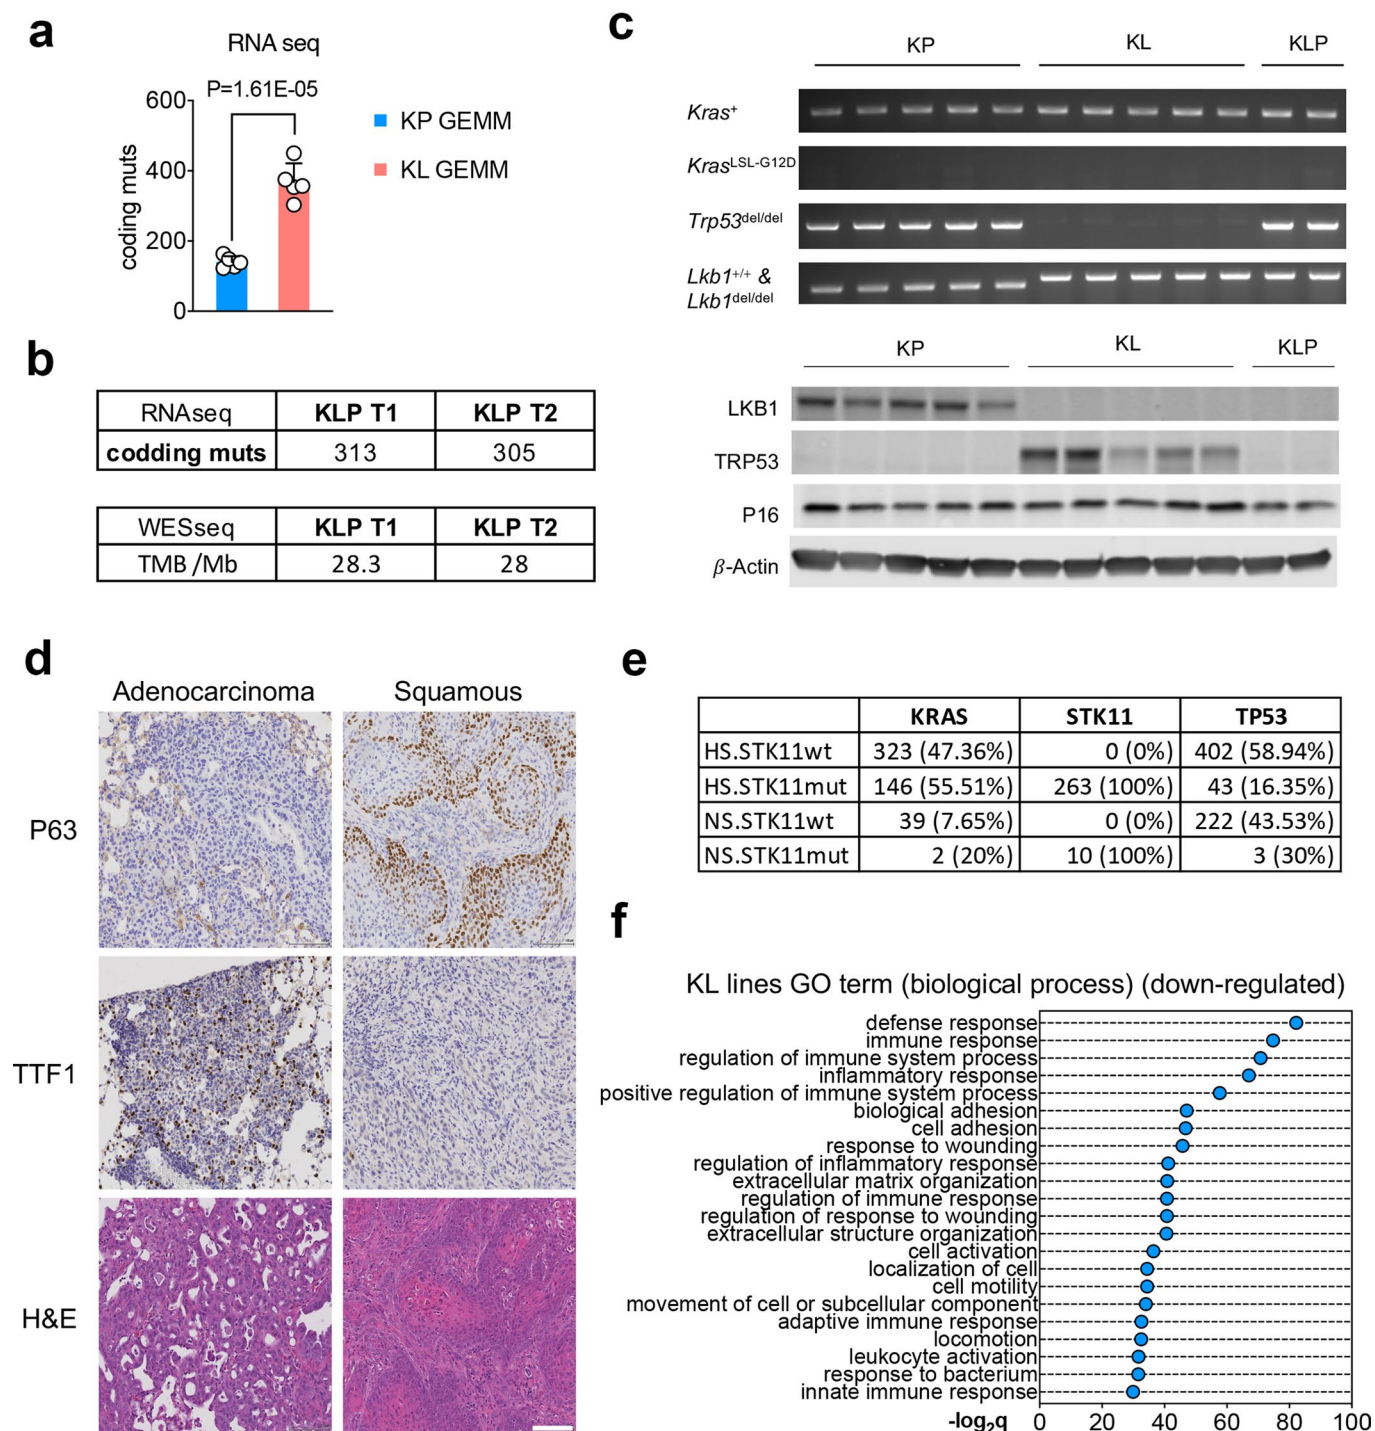 a
RNA seq
P=1.61E-05
600
400
200
0
coding muts
KP GEMM
KL GEMM
b
RNAseq KLP T1 KLP T2
codding muts 313 305
WESseq KLP T1 KLP T2
TMB /Mb 28.3 28
c
KP KL KLP
Kras+
KrasLSL-G12D
Trp53del/del
Lkb1+/+ &
Lkb1del/del
KP KL KLP
LKB1
TRP53
P16
β-Actin
d
Adenocarcinoma Squamous
P63
TTF1
H&E
e
KRAS STK11 TP53
HS.STK11wt 323 (47.36%) 0 (0%) 402 (58.94%)
HS.STK11mut 146 (55.51%) 263 (100%) 43 (16.35%)
NS.STK11wt 39 (7.65%) 0 (0%) 222 (43.53%)
NS.STK11mut 2 (20%) 10 (100%) 3 (30%)
f
KL lines GO term (biological process) (down-regulated)
defense response
immune response
regulation of immune system process
inflammatory response
positive regulation of immune system process
biological adhesion
cell adhesion
response to wounding
regulation of inflammatory response
extracellular matrix organization
regulation of immune response
regulation of response to wounding
extracellular structure organization
cell activation
localization of cell
cell motility
movement of cell or subcellular component
adaptive immune response
locomotion
leukocyte activation
response to bacterium
innate immune response
-log2q 0 20 40 60 80 100